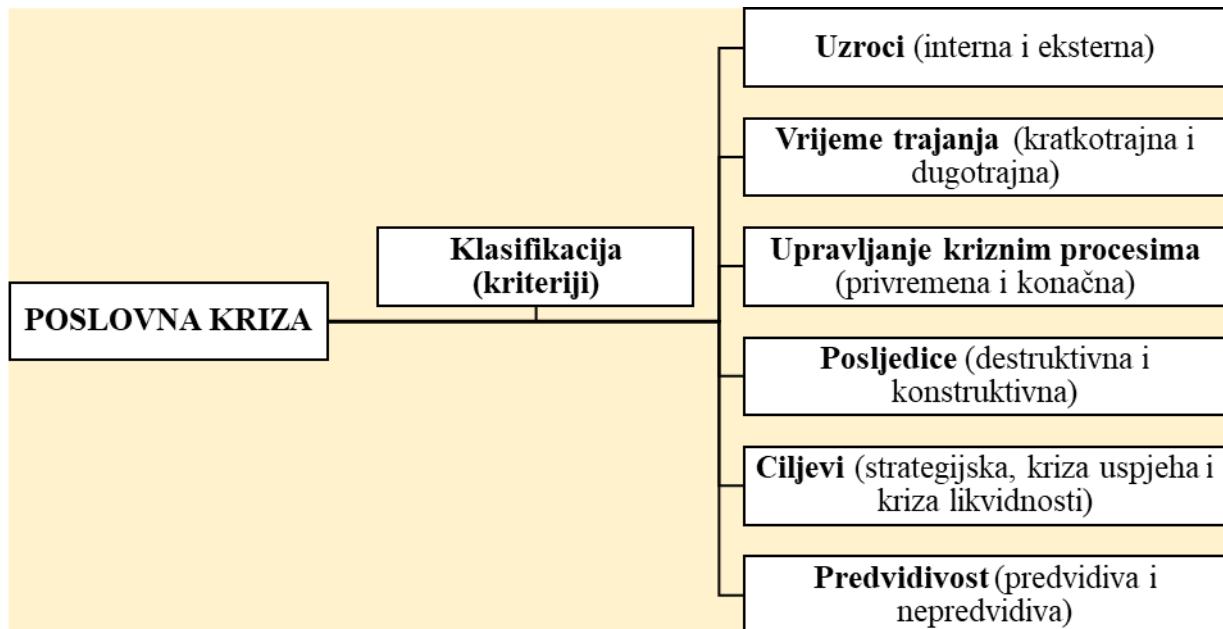 Uzroci (interna i eksterna)
Vrijeme trajanja (kratkotrajna i
dugotrajna)
Klasifikacija
(kriteriji)
Upravljanje kriznim procesima
(privremena i konačna)
POSLOVNA KRIZA
Posljedice (destruktivna i
konstruktivna)
Ciljevi (strategijska, kriza uspjeha i
kriza likvidnosti)
Predvidivost (predvidiva i
nepredvidiva)